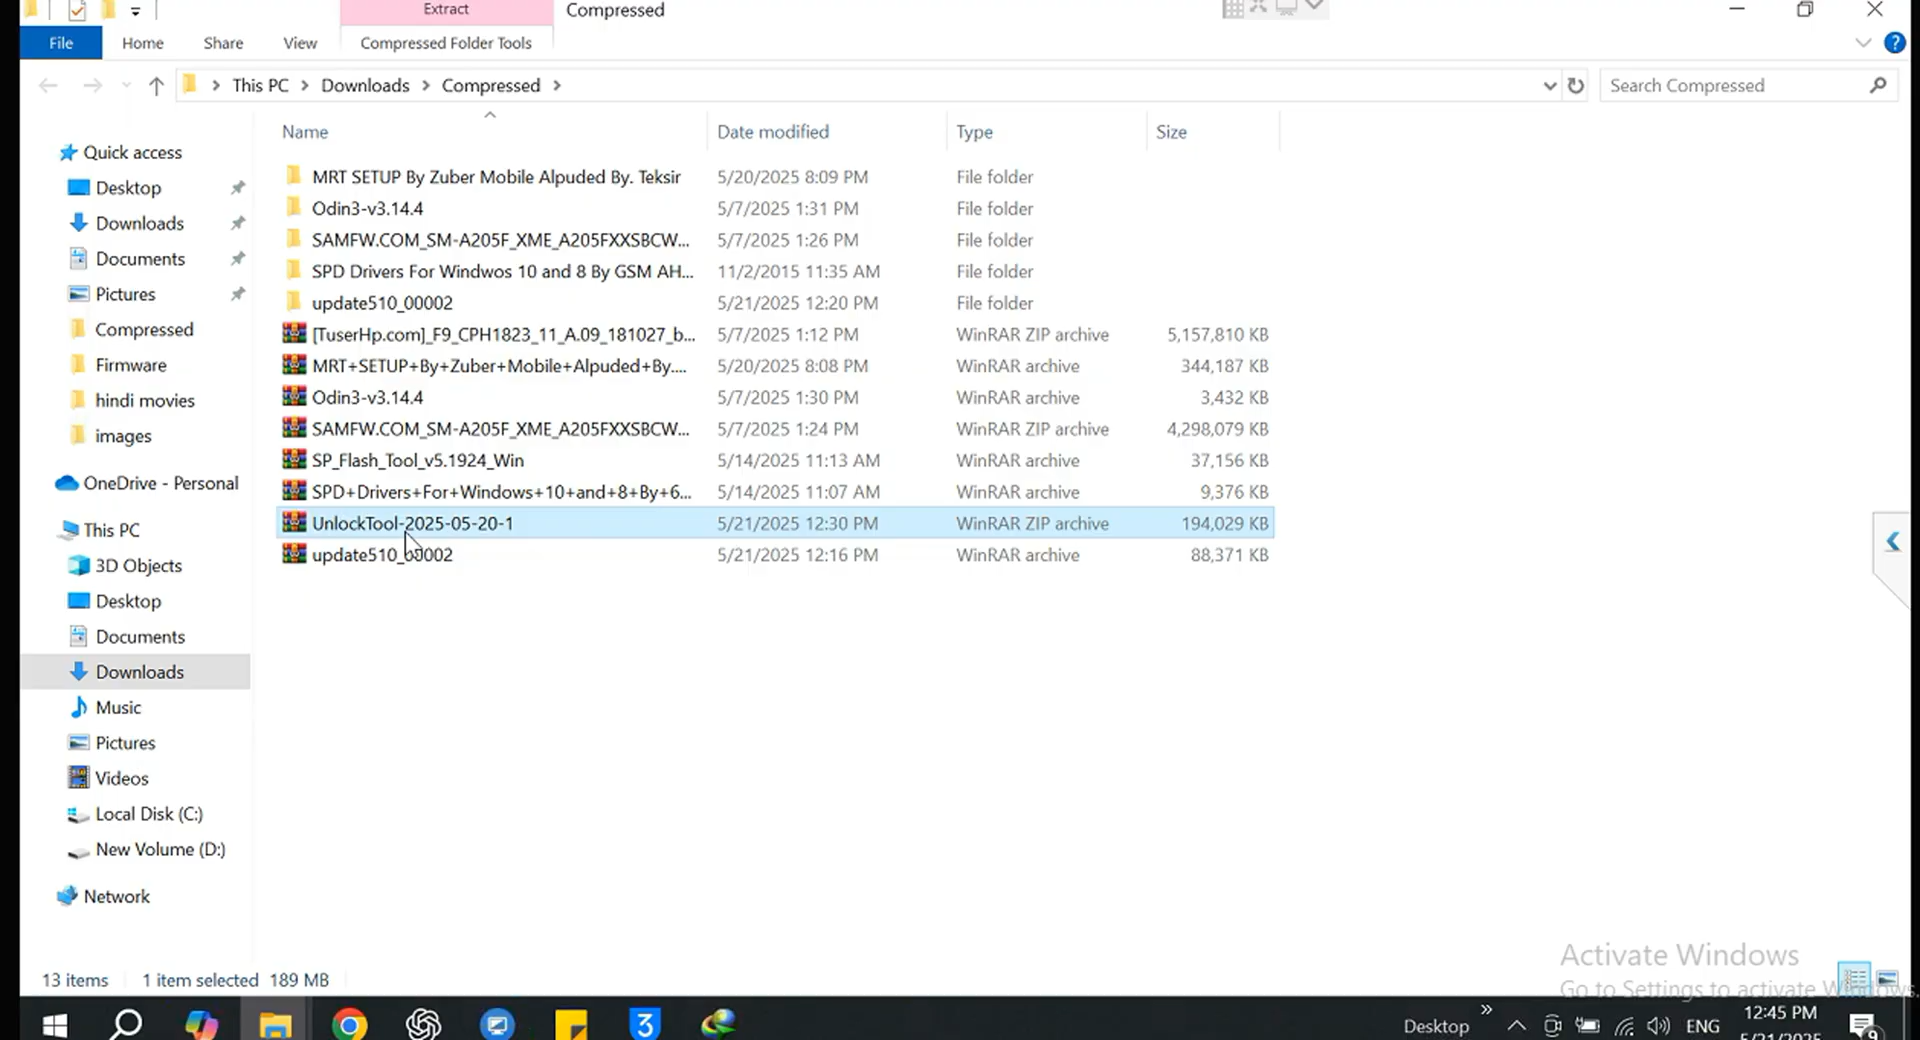 Extract
Compressed
File
Home
Share
View
Compressed Folder Tools
This PC > Downloads > Compressed >
Search Compressed
Name
Date modified
Type
Size
Quick access
Desktop
Downloads
Documents
Pictures
Compressed
Firmware
hindi movies
images
OneDrive - Personal
This PC
3D Objects
Desktop
Documents
Downloads
Music
Pictures
Videos
Local Disk (C:)
New Volume (D:)
Network
MRT SETUP By Zuber Mobile Alpuded By. Teksir 5/20/2025 8:09 PM File folder
Odin3-v3.14.4 5/7/2025 1:31 PM File folder
SAMFW.COM_SM-A205F_XME_A205FXXSBCW... 5/7/2025 1:26 PM File folder
SPD Drivers For Windwos 10 and 8 By GSM AH... 11/2/2015 11:35 AM File folder
update510_00002 5/21/2025 12:20 PM File folder
[TuserHp.com]_F9_CPH1823_11_A.09_181027_b... 5/7/2025 1:12 PM WinRAR ZIP archive 5,157,810 KB
MRT+SETUP+By+Zuber+Mobile+Alpuded+By.... 5/20/2025 8:08 PM WinRAR archive 344,187 KB
Odin3-v3.14.4 5/7/2025 1:30 PM WinRAR archive 3,432 KB
SAMFW.COM_SM-A205F_XME_A205FXXSBCW... 5/7/2025 1:24 PM WinRAR ZIP archive 4,298,079 KB
SP_Flash_Tool_v5.1924_Win 5/14/2025 11:13 AM WinRAR archive 37,156 KB
SPD+Drivers+For+Windows+10+and+8+By+6... 5/14/2025 11:07 AM WinRAR archive 9,376 KB
UnlockTool-2025-05-20-1 5/21/2025 12:30 PM WinRAR ZIP archive 194,029 KB
update510_00002 5/21/2025 12:16 PM WinRAR archive 88,371 KB
Activate Windows
Go to Settings to activate Windows.
13 items
1 item selected 189 MB
3
Desktop
ENG
12:45 PM
5/21/2025
9